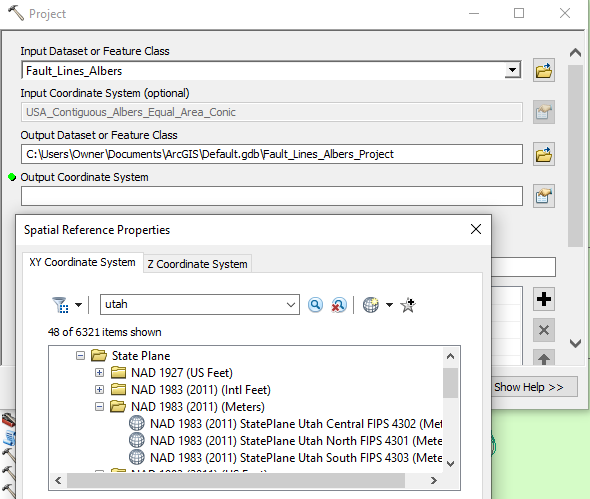 Project
Input Dataset or Feature Class
Fault_Lines_Albers
Input Coordinate System (optional)
USA_Contiguous_Albers_Equal_Area_Conic
Output Dataset or Feature Class
C:\Users\Owner\Documents\ArcGIS\Default.gdb\Fault_Lines_Albers_Project
Output Coordinate System
Spatial Reference Properties
XY Coordinate System Z Coordinate System
utah
48 of 6321 items shown
State Plane
NAD 1927 (US Feet)
NAD 1983 (2011) (Intl Feet)
NAD 1983 (2011) (Meters)
Show Help >>
NAD 1983 (2011) StatePlane Utah Central FIPS 4302 (Met
NAD 1983 (2011) StatePlane Utah North FIPS 4301 (Mete
NAD 1983 (2011) StatePlane Utah South FIPS 4303 (Mete